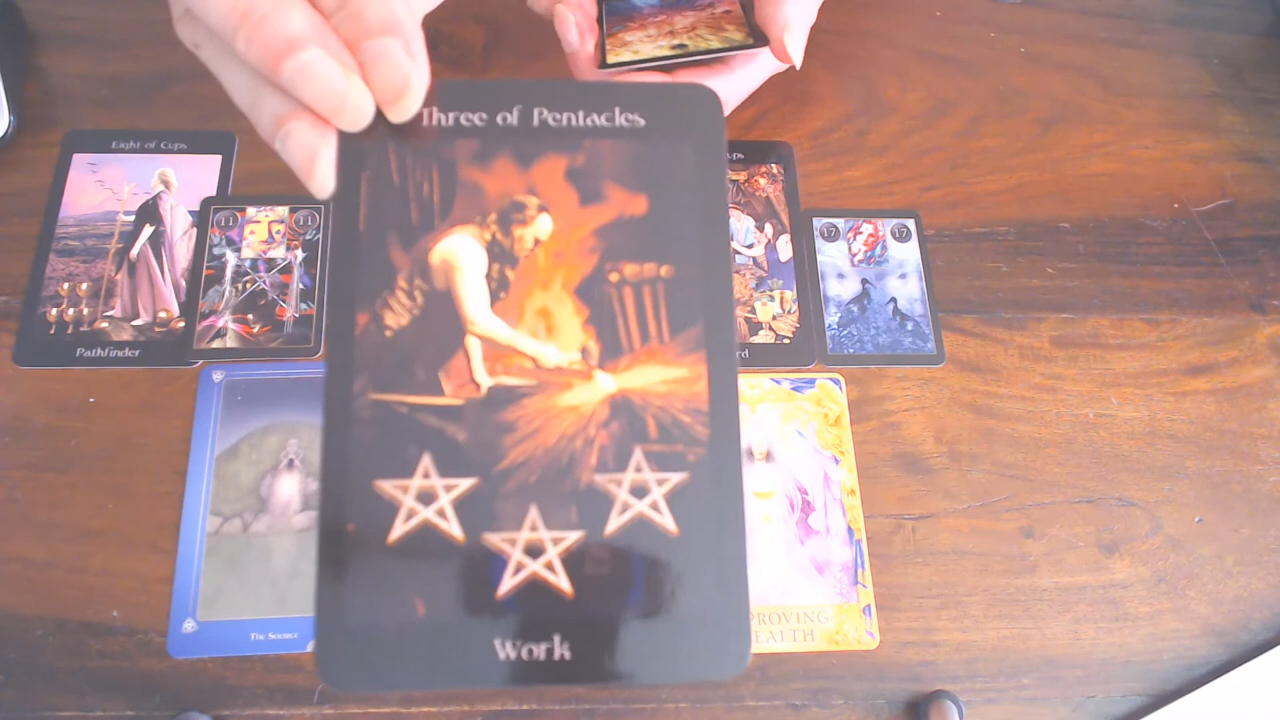 Three of Pentacles
Work
Eight of Cups
Pathfinder
11 11
17 17
The Source